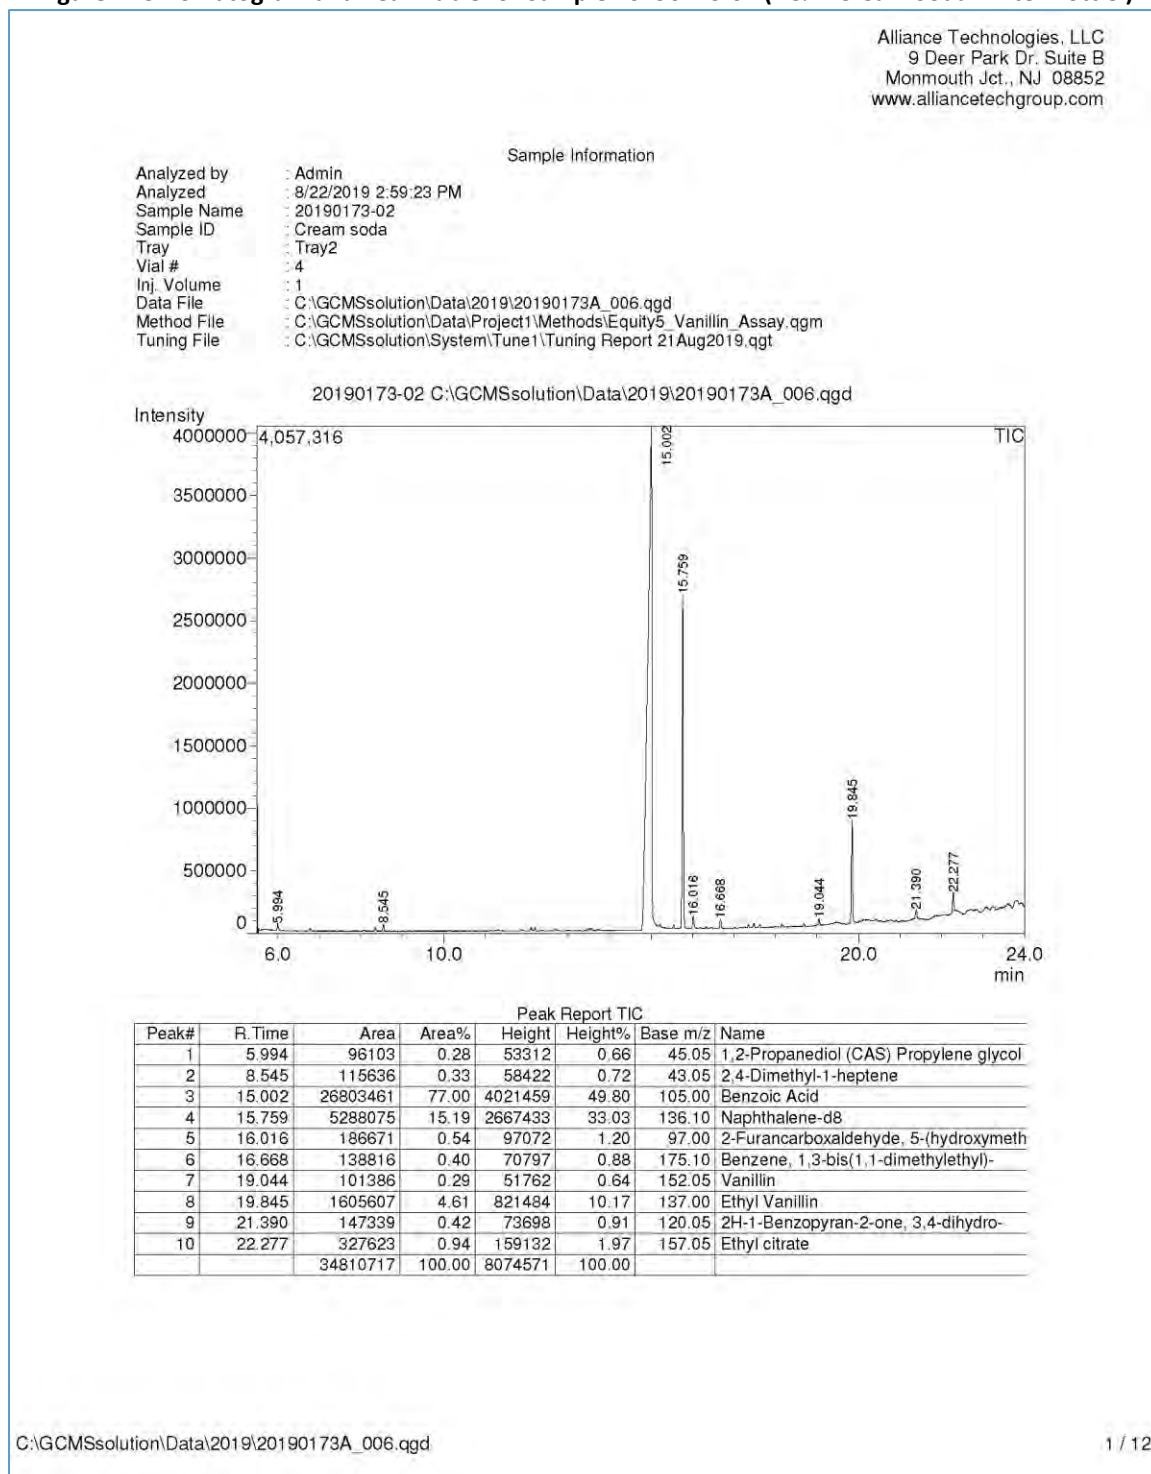 Alliance Technologies, LLC
9 Deer Park Dr. Suite B
Monmouth Jct., NJ 08852
www.alliancetechgroup.com
Sample Information
Analyzed by : Admin
Analyzed : 8/22/2019 2:59:23 PM
Sample Name : 20190173-02
Sample ID : Cream soda
Tray : Tray2
Vial # : 4
Inj. Volume : 1
Data File : C:\GCMSsolution\Data\2019\20190173A_006.qgd
Method File : C:\GCMSsolution\Data\Project1\Methods\Equity5_Vanillin_Assay.qgm
Tuning File : C:\GCMSsolution\System\Tune1\Tuning Report 21Aug2019.qgt
20190173-02 C:\GCMSsolution\Data\2019\20190173A_006.qgd
Intensity
4,057,316
TIC
4000000
3500000
3000000
2500000
2000000
1500000
1000000
500000
0
5.994
8.545
15.002
15.759
16.016
16.668
19.044
19.845
21.390
22.277
6.0 10.0 20.0 24.0
min
Peak Report TIC
Peak# R.Time Area Area% Height Height% Base m/z Name
1 5.994 96103 0.28 53312 0.66 45.05 1,2-Propanediol (CAS) Propylene glycol
2 8.545 115636 0.33 58422 0.72 43.05 2,4-Dimethyl-1-heptene
3 15.002 26803461 77.00 4021459 49.80 105.00 Benzoic Acid
4 15.759 5288075 15.19 2667433 33.03 136.10 Naphthalene-d8
5 16.016 186671 0.54 97072 1.20 97.00 2-Furancarboxaldehyde, 5-(hydroxymeth
6 16.668 138816 0.40 70797 0.88 175.10 Benzene, 1,3-bis(1,1-dimethylethyl)-
7 19.044 101386 0.29 51762 0.64 152.05 Vanillin
8 19.845 1605607 4.61 821484 10.17 137.00 Ethyl Vanillin
9 21.390 147339 0.42 73698 0.91 120.05 2H-1-Benzopyran-2-one, 3,4-dihydro-
10 22.277 327623 0.94 159132 1.97 157.05 Ethyl citrate
34810717 100.00 8074571 100.00
C:\GCMSsolution\Data\2019\20190173A_006.qgd
1 / 12